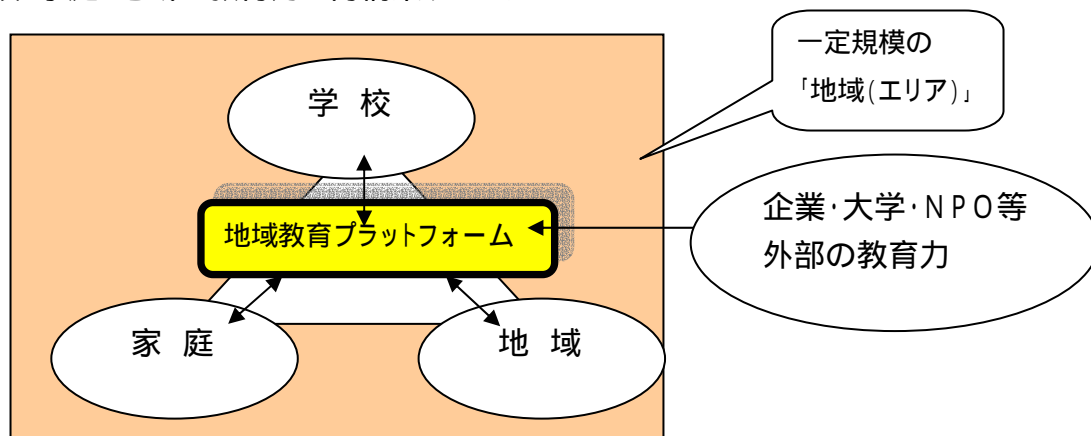 一定規模の
「地域(エリア)」
学 校
企業・大学・NPO等
外部の教育力
地域教育プラットフォーム
家 庭
地 域